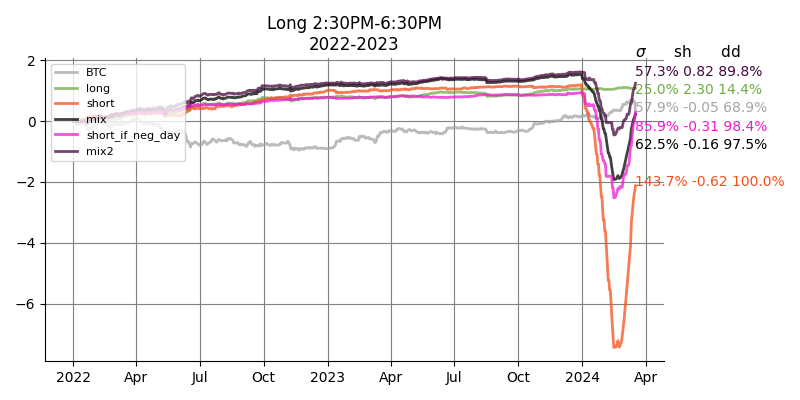 Long 2:30PM-6:30PM
2022-2023
σ sh dd
57.3% 0.82 89.8%
25.0% 2.30 14.4%
57.9% -0.05 68.9%
85.9% -0.31 98.4%
62.5% -0.16 97.5%
143.7% -0.62 100.0%
BTC
long
short
mix
short_if_neg_day
mix2
2
0
−2
−4
−6
2022 Apr Jul Oct 2023 Apr Jul Oct 2024 Apr